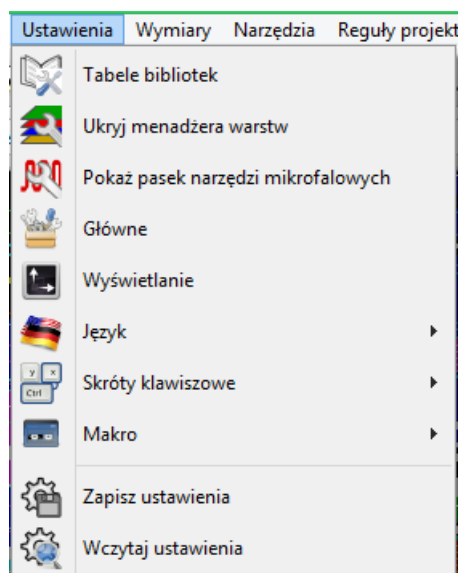 Ustawienia Wymiary Narzędzia Reguły projekt
Tabele bibliotek
Ukryj menadżera warstw
Pokaż pasek narzędzi mikrofalowych
Główne
Wyświetlanie
Język
y x
Ctrl
Skróty klawiszowe
Makro
Zapisz ustawienia
Wczytaj ustawienia